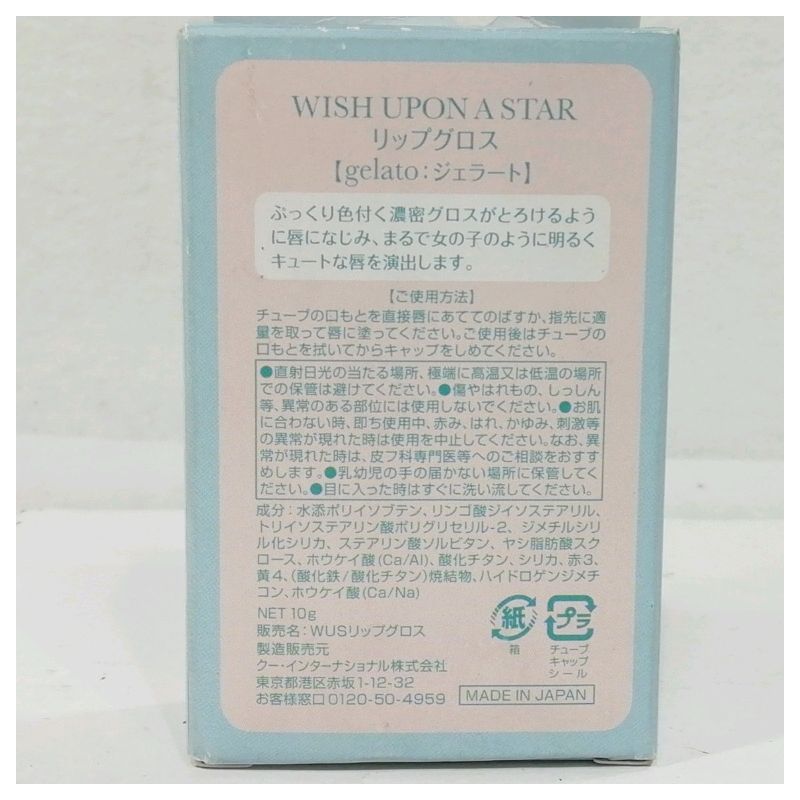 WISH UPON A STAR
リップグロス
【gelato:ジェラート】
ぷっくり色付く濃密グロスがとろけるよう
に唇になじみ、まるで女の子のように明るく
キュートな唇を演出します。
【ご使用方法】
チューブの口もとを直接唇にあててのばすか、指先に適
量を取って唇に塗ってください。ご使用後はチューブの
口もとを拭いてからキャップをしめてください。
●直射日光の当たる場所、極端に高温又は低温の場所
での保管は避けてください。●傷やはれもの、しっしん
等、異常のある部位には使用しないでください。●お肌
に合わない時、即ち使用中、赤み、はれ、かゆみ、刺激等
の異常が現れた時は使用を中止してください。なお、異
常が現れた時は、皮フ科専門医等へのご相談をおすす
めします。●乳幼児の手の届かない場所に保管してく
ださい。●目に入った時はすぐに洗い流してください。
成分:水添ポリイソブテン、リンゴ酸ジイソステアリル、
トリイソステアリン酸ポリグリセリル-2、ジメチルシリ
ル化シリカ、ステアリン酸ソルビタン、ヤシ脂肪酸スク
ロース、ホウケイ酸(Ca/Al)、酸化チタン、シリカ、赤3、
黄4、(酸化鉄/酸化チタン)焼結物、ハイドロゲンジメチ
コン、ホウケイ酸(Ca/Na)
NET 10g
販売名:WUSリップグロス
製造販売元
クー・インターナショナル株式会社
東京都港区赤坂1-12-32
お客様窓口0120-50-4959
紙
箱
プラ
チューブ
キャップ
シール
MADE IN JAPAN